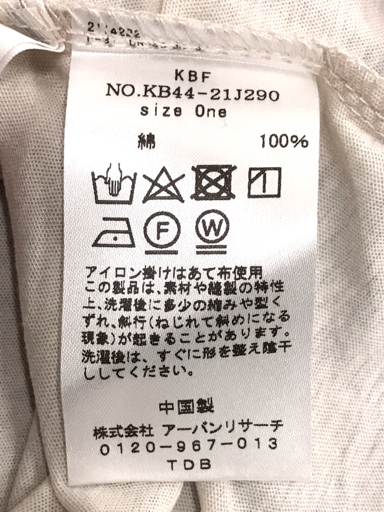 KBF
NO.KB44-21J290
size One
綿 100%
F W
アイロン掛けはあて布使用
この製品は、素材や縫製の特性
上、洗濯後に多少の縮みや型く
ずれ、斜行(ねじれて斜めになる
現象)が起きることがあります。
洗濯後は、すぐに形を整え陰干
ししてください。
中国製
株式会社 アーバンリサーチ
0120-967-013
TDB